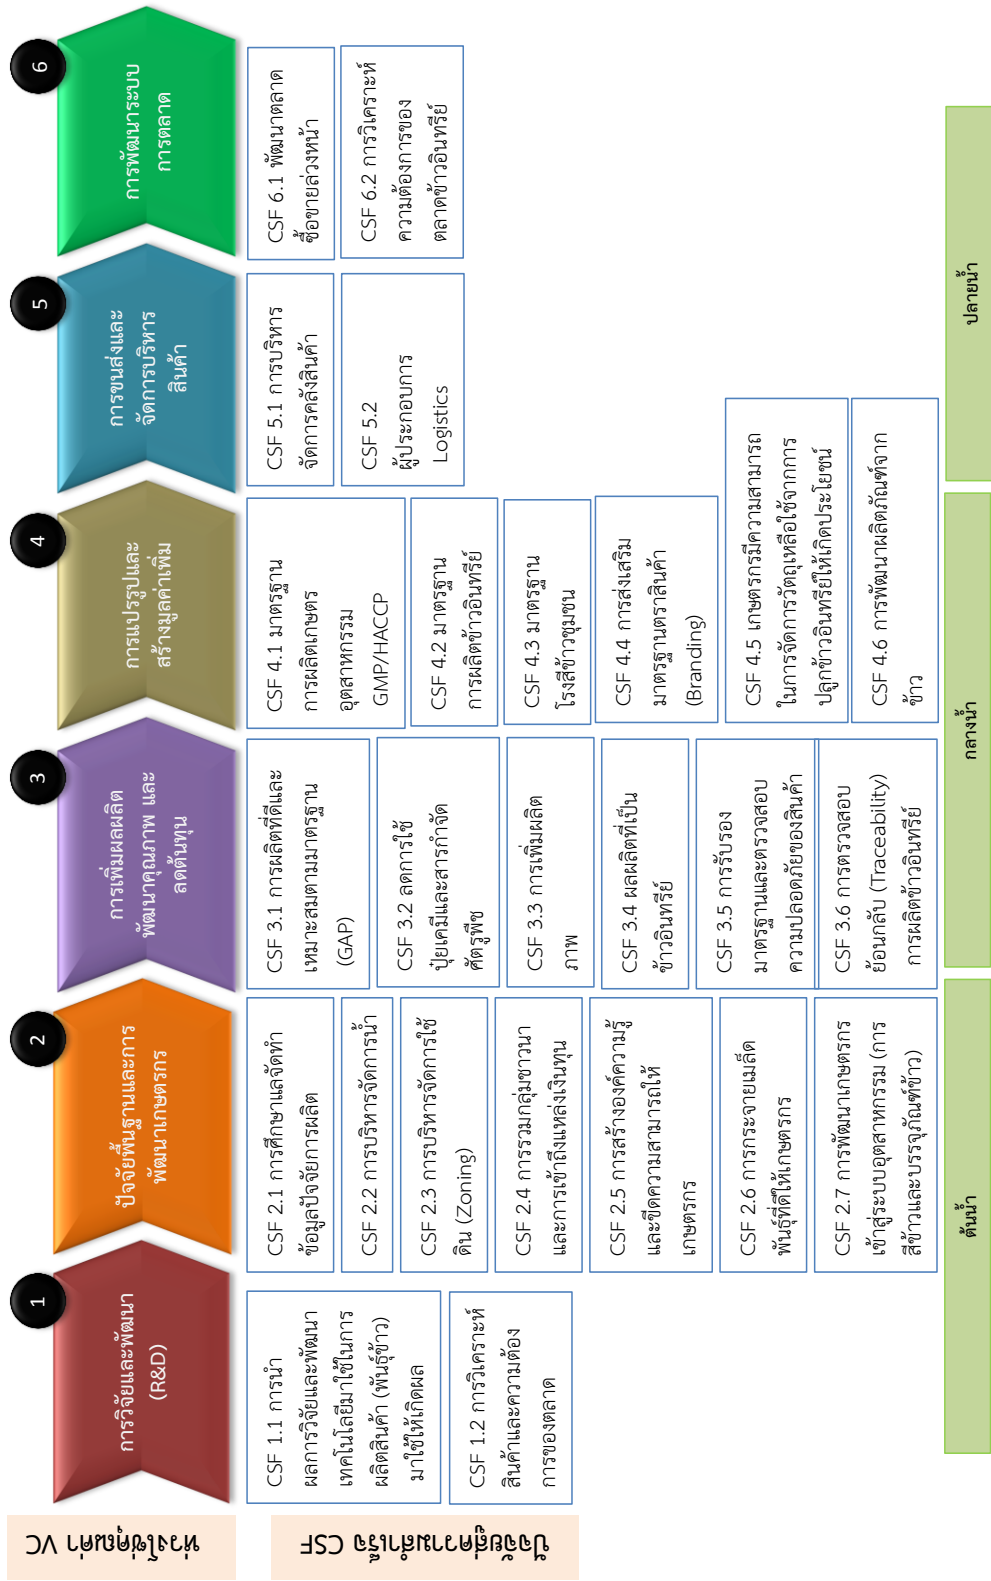 ห่วงโซ่คุณค่า VC
1
การวิจัยและพัฒนา
(R&D)
2
ปัจจัยพื้นฐานและการ
พัฒนาเกษตรกร
3
การเพิ่มผลผลิต
พัฒนาคุณภาพ และ
ลดต้นทุน
4
การแปรรูปและ
สร้างมูลค่าเพิ่ม
5
การขนส่งและ
จัดการบริหาร
สินค้า
6
การพัฒนาระบบ
การตลาด
ปัจจัยสู่ความสำเร็จ CSF
CSF 1.1 การนำ
ผลการวิจัยและพัฒนา
เทคโนโลยีมาใช้ในการ
ผลิตสินค้า (พันธุ์ข้าว)
มาใช้ให้เกิดผล
CSF 1.2 การวิเคราะห์
สินค้าและความต้อง
การของตลาด
CSF 2.1 การศึกษาแลจัดทำ
ข้อมูลปัจจัยการผลิต
CSF 2.2 การบริหารจัดการน้ำ
CSF 2.3 การบริหารจัดการใช้
ดิน (Zoning)
CSF 2.4 การรวมกลุ่มชาวนา
และการเข้าถึงแหล่งเงินทุน
CSF 2.5 การสร้างองค์ความรู้
และขีดความสามารถให้
เกษตรกร
CSF 2.6 การกระจายเมล็ด
พันธุ์ที่ดีให้เกษตรกร
CSF 2.7 การพัฒนาเกษตรกร
เข้าสู่ระบบอุตสาหกรรม (การ
สีข้าวและบรรจุภัณฑ์ข้าว)
CSF 3.1 การผลิตที่ดีและ
เหมาะสมตามมาตรฐาน
(GAP)
CSF 3.2 ลดการใช้
ปุ๋ยเคมีและสารกำจัด
ศัตรูพืช
CSF 3.3 การเพิ่มผลิต
ภาพ
CSF 3.4 ผลผลิตที่เป็น
ข้าวอินทรีย์
CSF 3.5 การรับรอง
มาตรฐานและตรวจสอบ
ความปลอดภัยของสินค้า
CSF 3.6 การตรวจสอบ
ย้อนกลับ (Traceability)
การผลิตข้าวอินทรีย์
CSF 4.1 มาตรฐาน
การผลิตเกษตร
อุตสาหกรรม
GMP/HACCP
CSF 4.2 มาตรฐาน
การผลิตข้าวอินทรีย์
CSF 4.3 มาตรฐาน
โรงสีข้าวชุมชน
CSF 4.4 การส่งเสริม
มาตรฐานตราสินค้า
(Branding)
CSF 4.5 เกษตรกรมีความสามารถ
ในการจัดการวัตถุเหลือใช้จากการ
ปลูกข้าวอินทรีย์ให้เกิดประโยชน์
CSF 4.6 การพัฒนาผลิตภัณฑ์จาก
ข้าว
CSF 5.1 การบริหาร
จัดการคลังสินค้า
CSF 5.2
ผู้ประกอบการ
Logistics
CSF 6.1 พัฒนาตลาด
ซื้อขายล่วงหน้า
CSF 6.2 การวิเคราะห์
ความต้องการของ
ตลาดข้าวอินทรีย์
ต้นน้ำ
กลางน้ำ
ปลายน้ำ